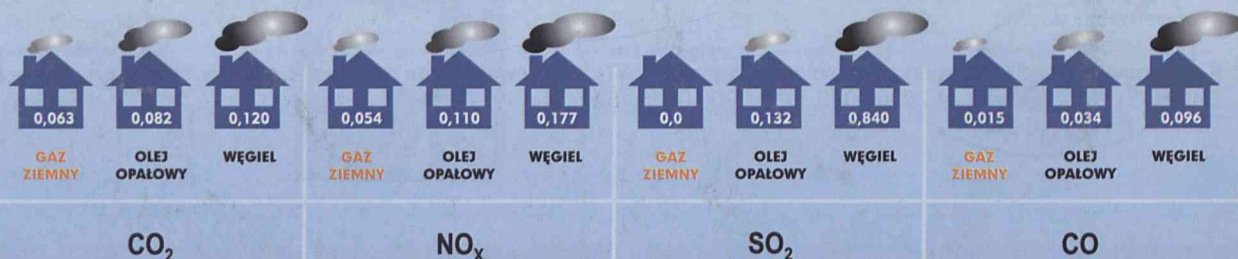 0,063 0,082 0,120 0,054 0,110 0,177 0,0 0,132 0,840 0,015 0,034 0,096
GAZ ZIEMNY
OLEJ OPAŁOWY
WĘGIEL
GAZ ZIEMNY
OLEJ OPAŁOWY
WĘGIEL
GAZ ZIEMNY
OLEJ OPAŁOWY
WĘGIEL
GAZ ZIEMNY
OLEJ OPAŁOWY
WĘGIEL
CO₂ NOₓ SO₂ CO